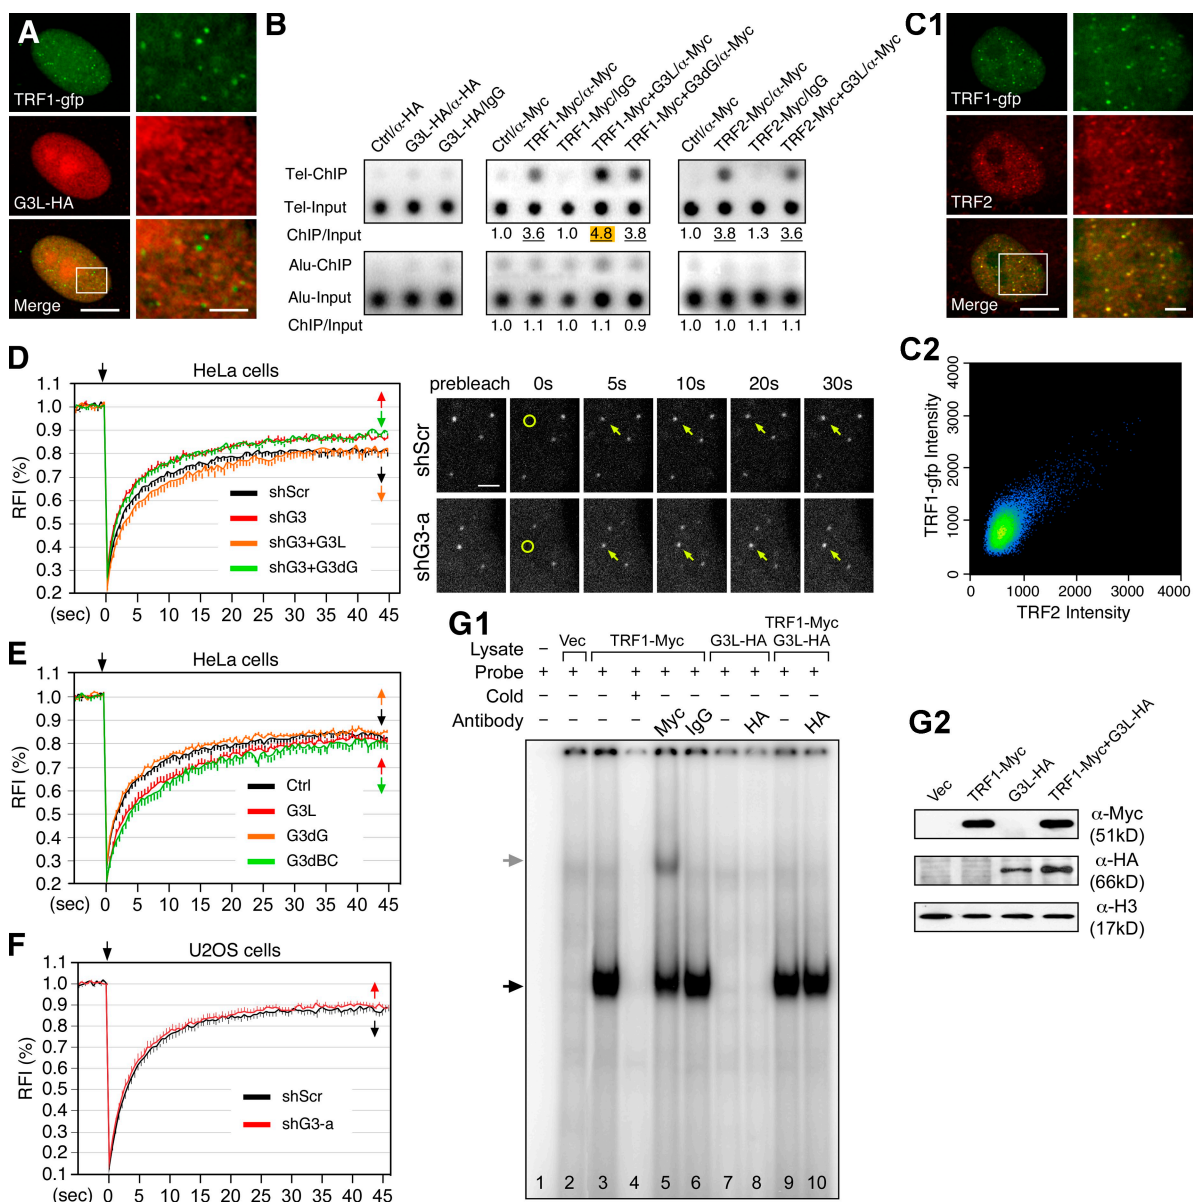 A
TRF1-gfp
G3L-HA
Merge
B
Ctrl/α-HA
G3L-HA/α-HA
G3L-HA/IgG
Ctrl/α-Myc
TRF1-Myc/α-Myc
TRF1-Myc/IgG
TRF1-Myc+G3L/α-Myc
TRF1-Myc+G3dG/α-Myc
Ctrl/α-Myc
TRF2-Myc/α-Myc
TRF2-Myc/IgG
TRF2-Myc+G3L/α-Myc
Tel-ChIP
Tel-Input
ChIP/Input 1.0 3.6 1.0 4.8 3.8 1.0 3.8 1.3 3.6
Alu-ChIP
Alu-Input
ChIP/Input 1.0 1.1 1.0 1.1 0.9 1.0 1.0 1.1 1.1
C1
TRF1-gfp
TRF2
Merge
C2
TRF1-gfp Intensity
4000
3000
2000
1000
0
0 1000 2000 3000 4000
TRF2 Intensity
D
HeLa cells
RFI (%)
1.1
1.0
0.9
0.8
0.7
0.6
0.5
0.4
0.3
0.2
shScr
shG3
shG3+G3L
shG3+G3dG
(sec) 0 5 10 15 20 25 30 35 40 45
prebleach 0s 5s 10s 20s 30s
shScr
shG3-a
E
HeLa cells
RFI (%)
1.1
1.0
0.9
0.8
0.7
0.6
0.5
0.4
0.3
0.2
Ctrl
G3L
G3dG
G3dBC
(sec) 0 5 10 15 20 25 30 35 40 45
F
U2OS cells
RFI (%)
1.1
1.0
0.9
0.8
0.7
0.6
0.5
0.4
0.3
0.2
0.1
shScr
shG3-a
(sec) 0 5 10 15 20 25 30 35 40 45
G1
TRF1-Myc
Vec TRF1-Myc G3L-HA G3L-HA
Lysate –
Probe + + + + + + + + + +
Cold – – – + – – – – – –
Antibody – – – – Myc IgG – HA – HA
1 2 3 4 5 6 7 8 9 10
G2
Vec
TRF1-Myc
G3L-HA
TRF1-Myc+G3L-HA
α-Myc
(51kD)
α-HA
(66kD)
α-H3
(17kD)